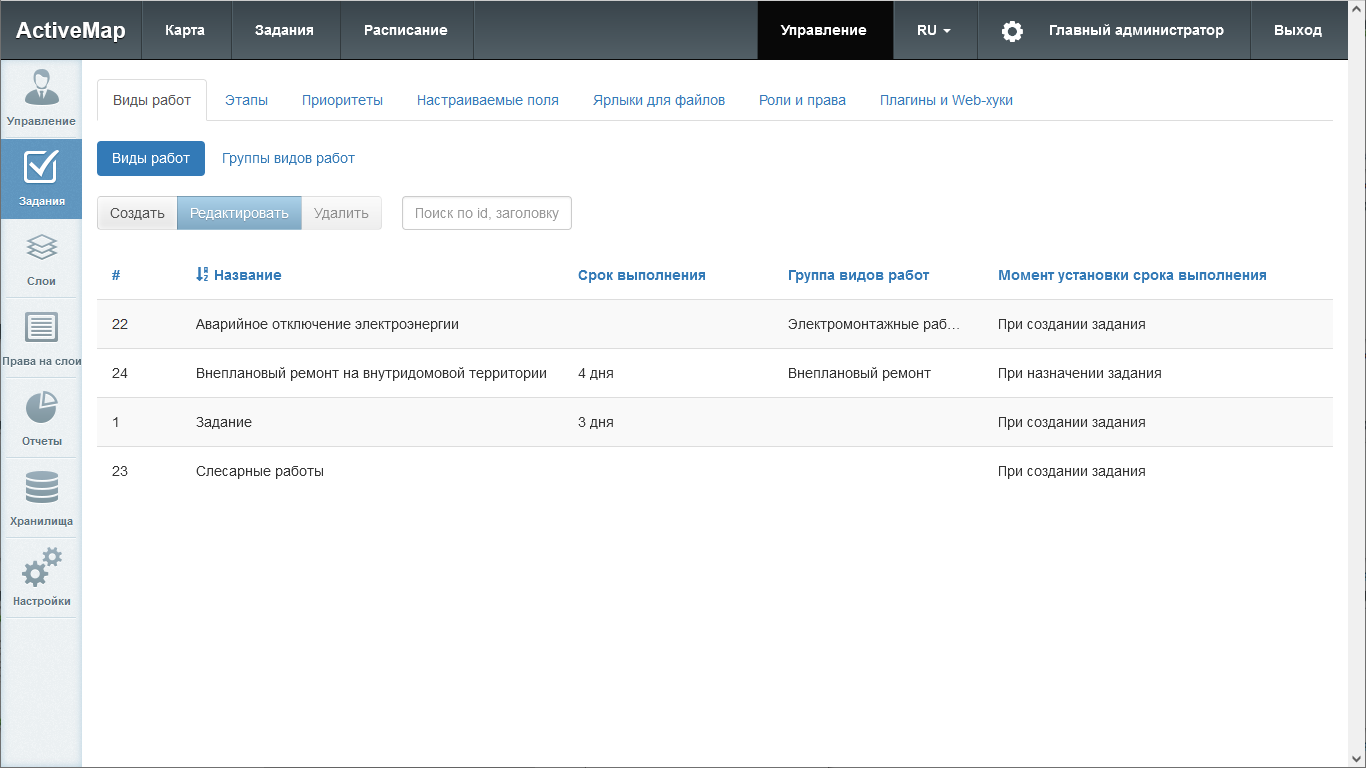 ActiveMap Карта Задания Расписание Управление RU Главный администратор Выход
Управление
Задания
Слои
Права на слои
Отчеты
Хранилища
Настройки
Виды работ Этапы Приоритеты Настраиваемые поля Ярлыки для файлов Роли и права Плагины и Web-хуки
Виды работ Группы видов работ
Создать Редактировать Удалить Поиск по id, заголовку
# Название Срок выполнения Группа видов работ Момент установки срока выполнения
22 Аварийное отключение электроэнергии Электромонтажные раб… При создании задания
24 Внеплановый ремонт на внутридомовой территории 4 дня Внеплановый ремонт При назначении задания
1 Задание 3 дня При создании задания
23 Слесарные работы При создании задания